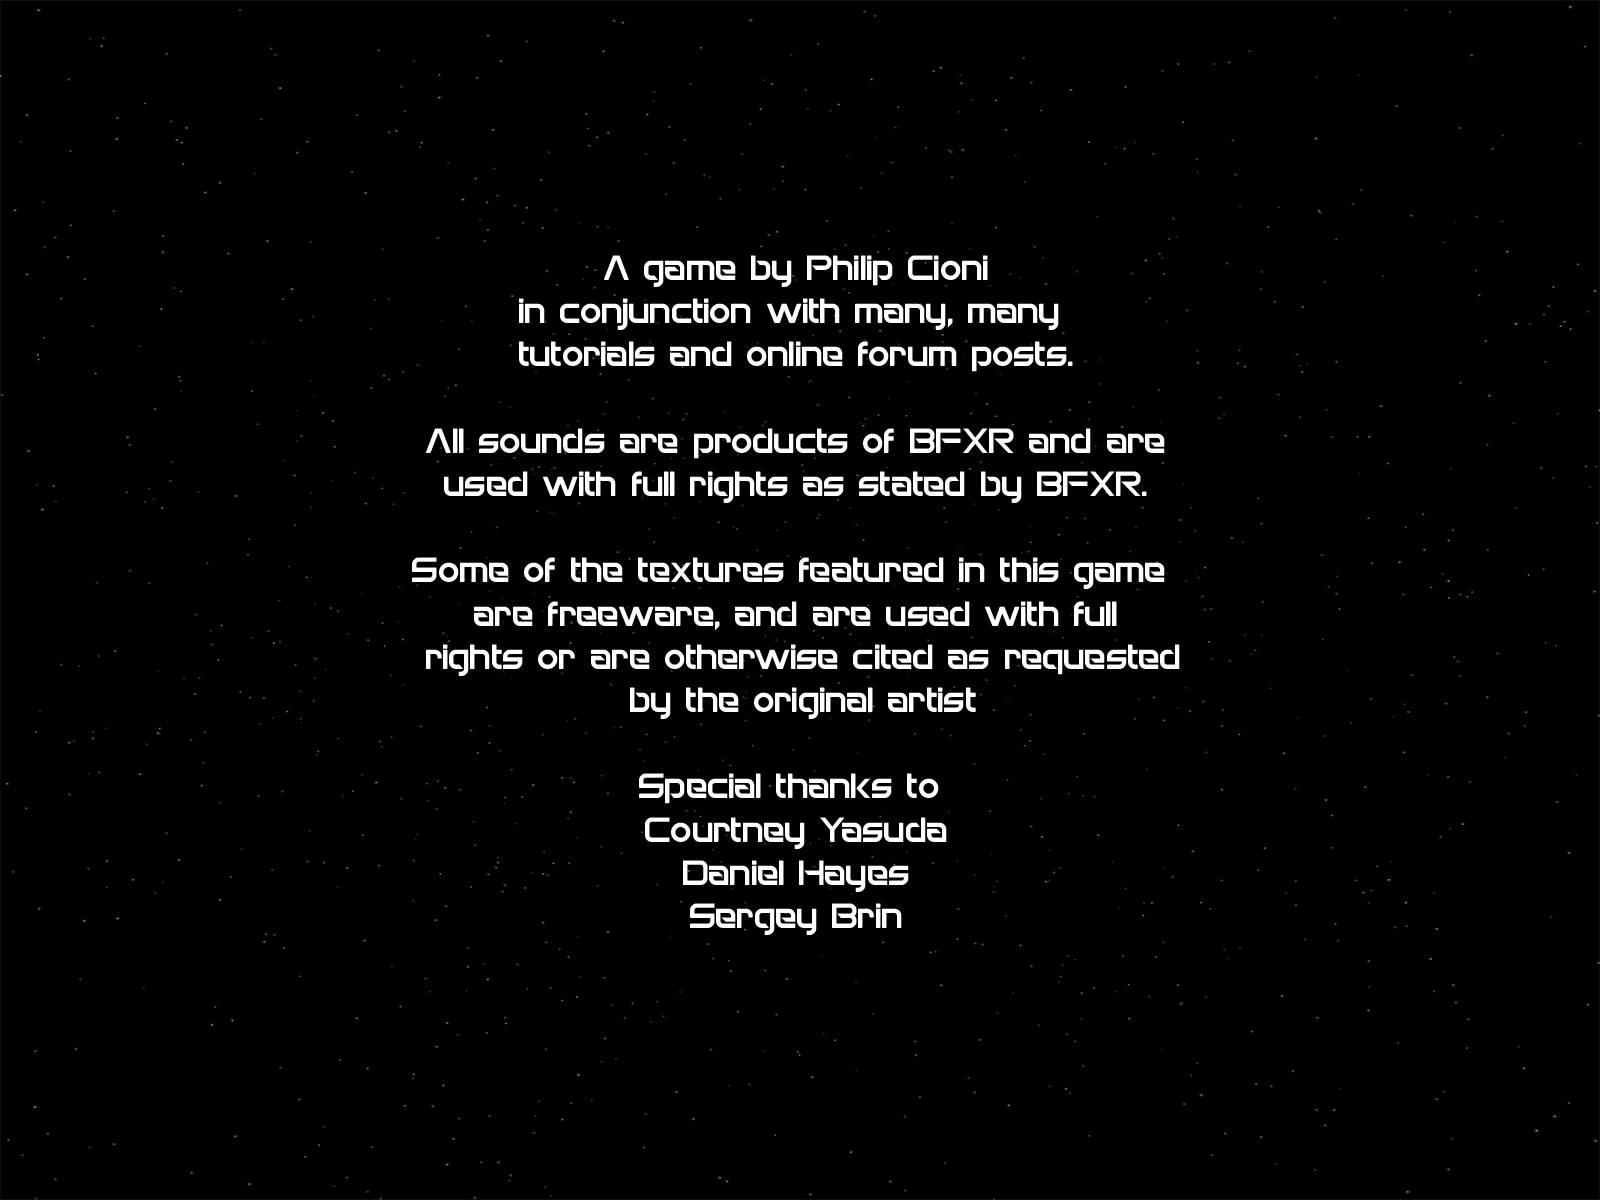 A game by Philip Cioni
in conjunction with many, many
tutorials and online forum posts.
All sounds are products of BFXR and are
used with full rights as stated by BFXR.
Some of the textures featured in this game
are freeware, and are used with full
rights or are otherwise cited as requested
by the original artist
Special thanks to
Courtney Yasuda
Daniel Hayes
Sergey Brin